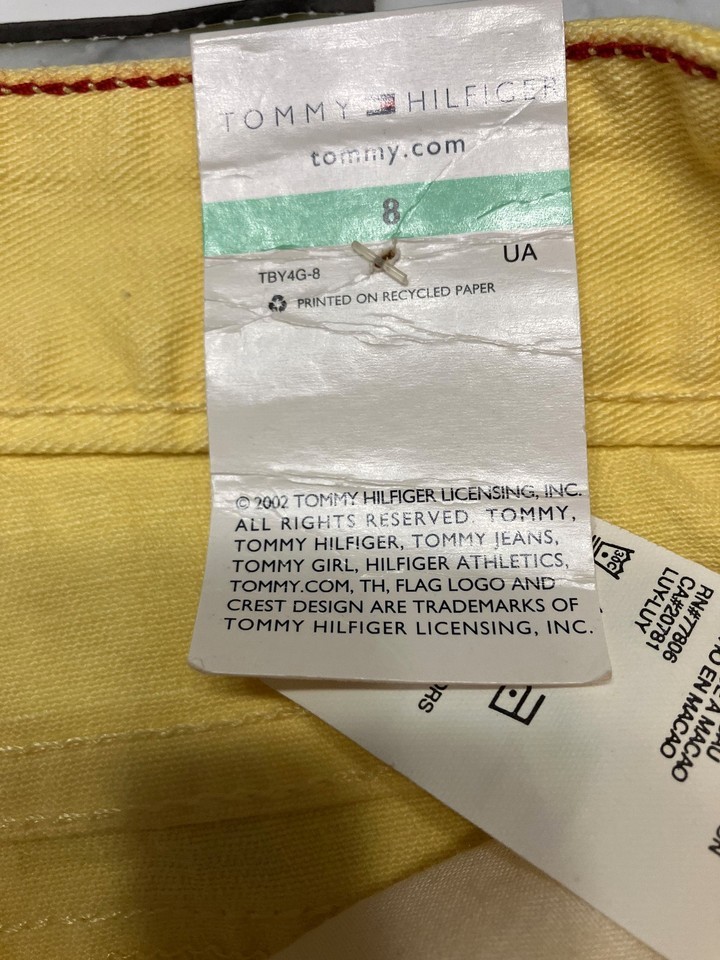 TOMMY HILFIGER
tommy.com
8
TBY4G-8
UA
PRINTED ON RECYCLED PAPER
© 2002 TOMMY HILFIGER LICENSING, INC.
ALL RIGHTS RESERVED. TOMMY,
TOMMY HILFIGER, TOMMY JEANS,
TOMMY GIRL, HILFIGER ATHLETICS,
TOMMY.COM, TH, FLAG LOGO AND
CREST DESIGN ARE TRADEMARKS OF
TOMMY HILFIGER LICENSING, INC.
30C
LUY-LUY
CA#20781
RN#77806
EN MACAO
A MACAO